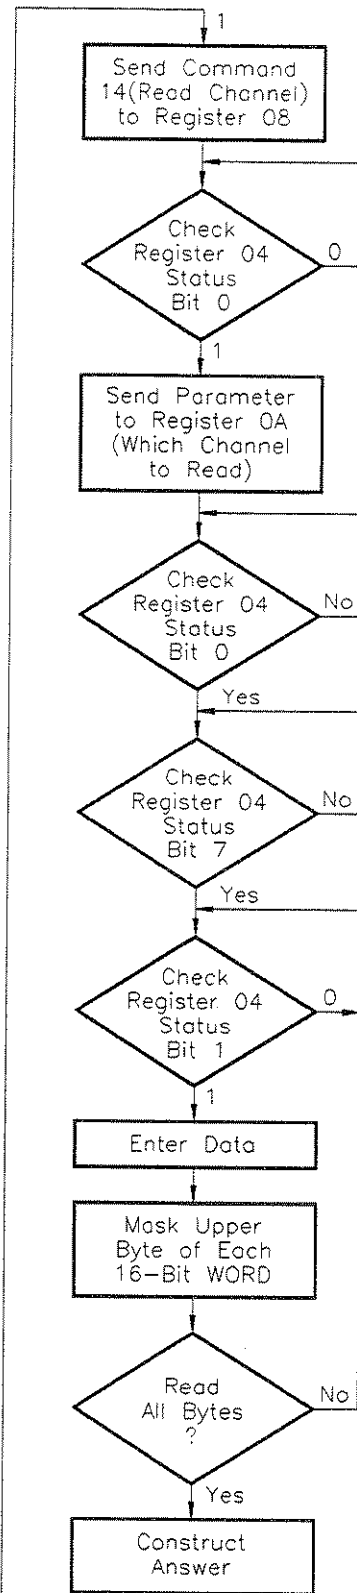 1
Send Command
14(Read Channel)
to Register 08
Check
Register 04
Status
Bit 0
0
1
Send Parameter
to Register 0A
(Which Channel
to Read)
Check
Register 04
Status
Bit 0
No
Yes
Check
Register 04
Status
Bit 7
No
Yes
Check
Register 04
Status
Bit 1
0
1
Enter Data
Mask Upper
Byte of Each
16-Bit WORD
Read
All Bytes
?
No
Yes
Construct
Answer